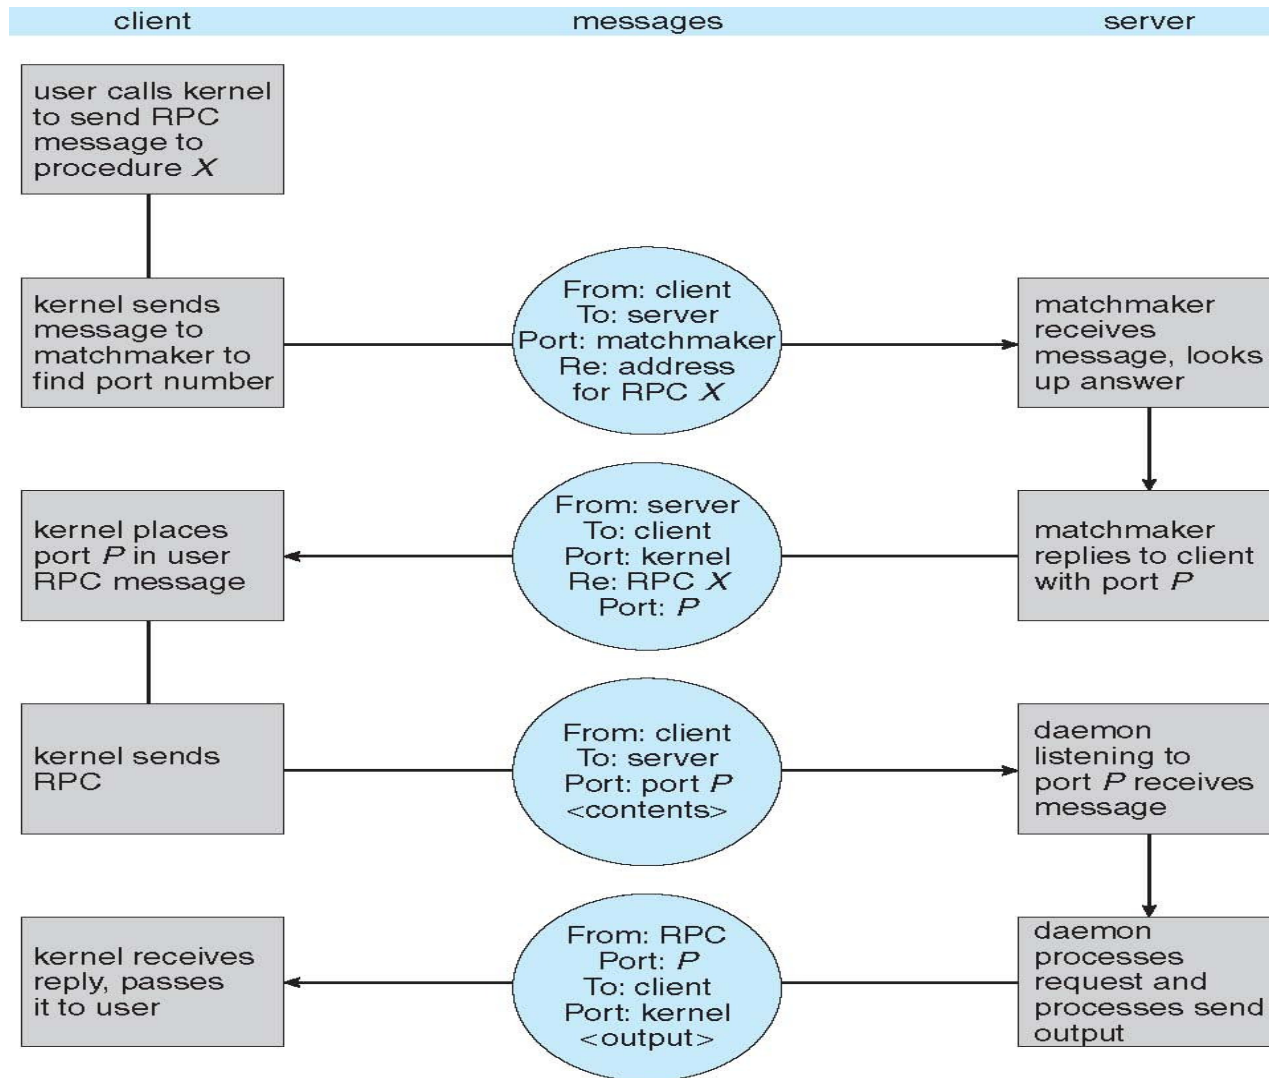 client
messages
server
user calls kernel
to send RPC
message to
procedure X
kernel sends
message to
matchmaker to
find port number
From: client
To: server
Port: matchmaker
Re: address
for RPC X
matchmaker
receives
message, looks
up answer
kernel places
port P in user
RPC message
From: server
To: client
Port: kernel
Re: RPC X
Port: P
matchmaker
replies to client
with port P
kernel sends
RPC
From: client
To: server
Port: port P
<contents>
daemon
listening to
port P receives
message
kernel receives
reply, passes
it to user
From: RPC
Port: P
To: client
Port: kernel
<output>
daemon
processes
request and
processes send
output